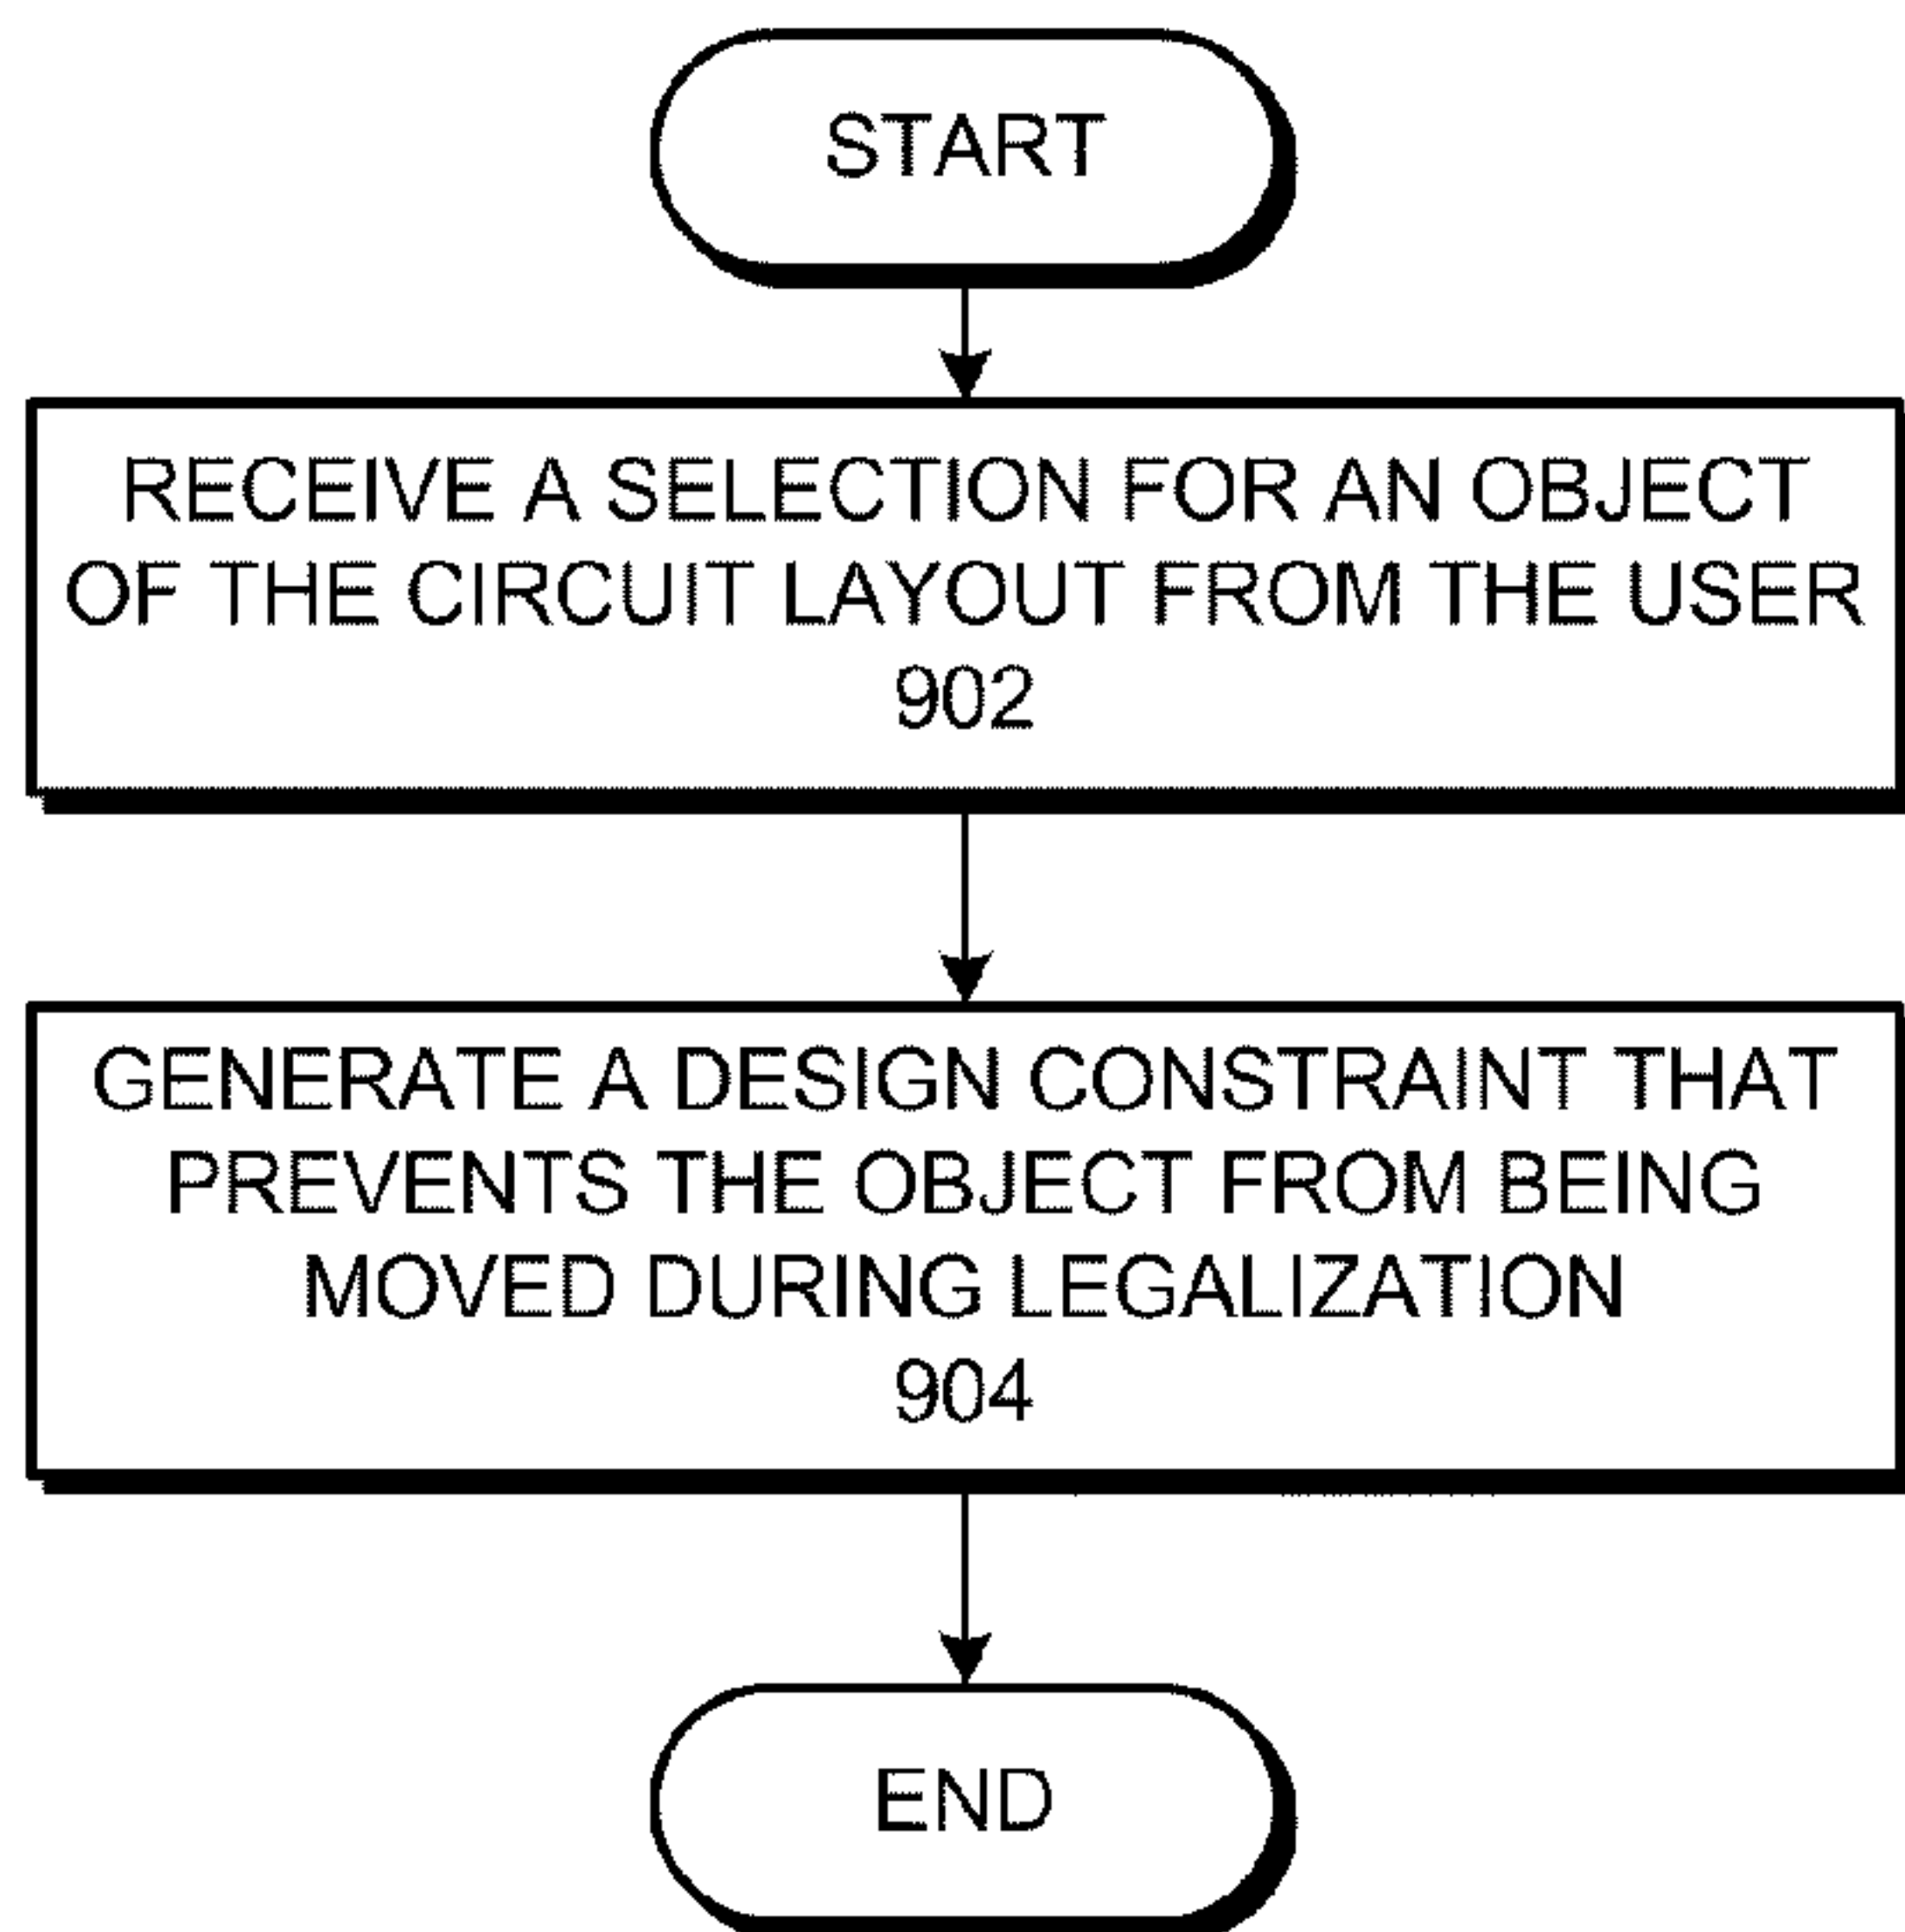 START
RECEIVE A SELECTION FOR AN OBJECT
OF THE CIRCUIT LAYOUT FROM THE USER
902
GENERATE A DESIGN CONSTRAINT THAT
PREVENTS THE OBJECT FROM BEING
MOVED DURING LEGALIZATION
904
END